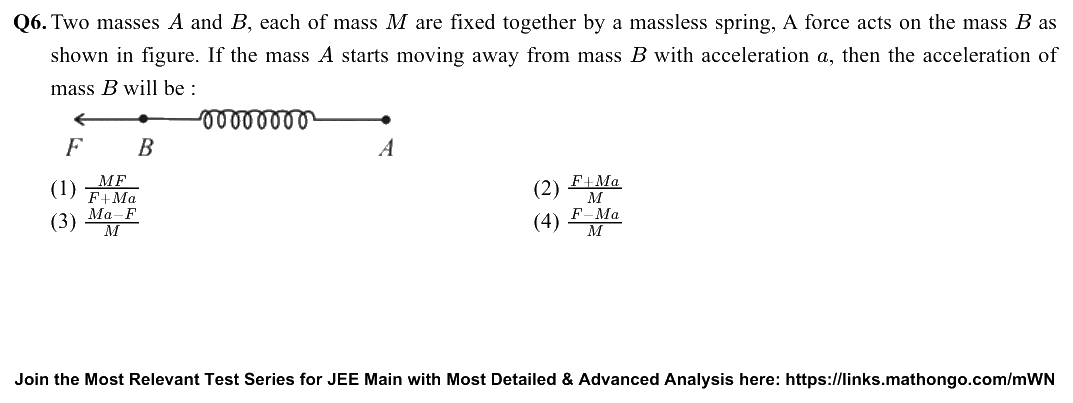 Q6. Two masses A and B, each of mass M are fixed together by a massless spring, A force acts on the mass B as
shown in figure. If the mass A starts moving away from mass B with acceleration a, then the acceleration of
mass B will be :
F B A
(1) MF/F+Ma (2) F+Ma/M
(3) Ma−F/M (4) F−Ma/M
Join the Most Relevant Test Series for JEE Main with Most Detailed & Advanced Analysis here: https://links.mathongo.com/mWN